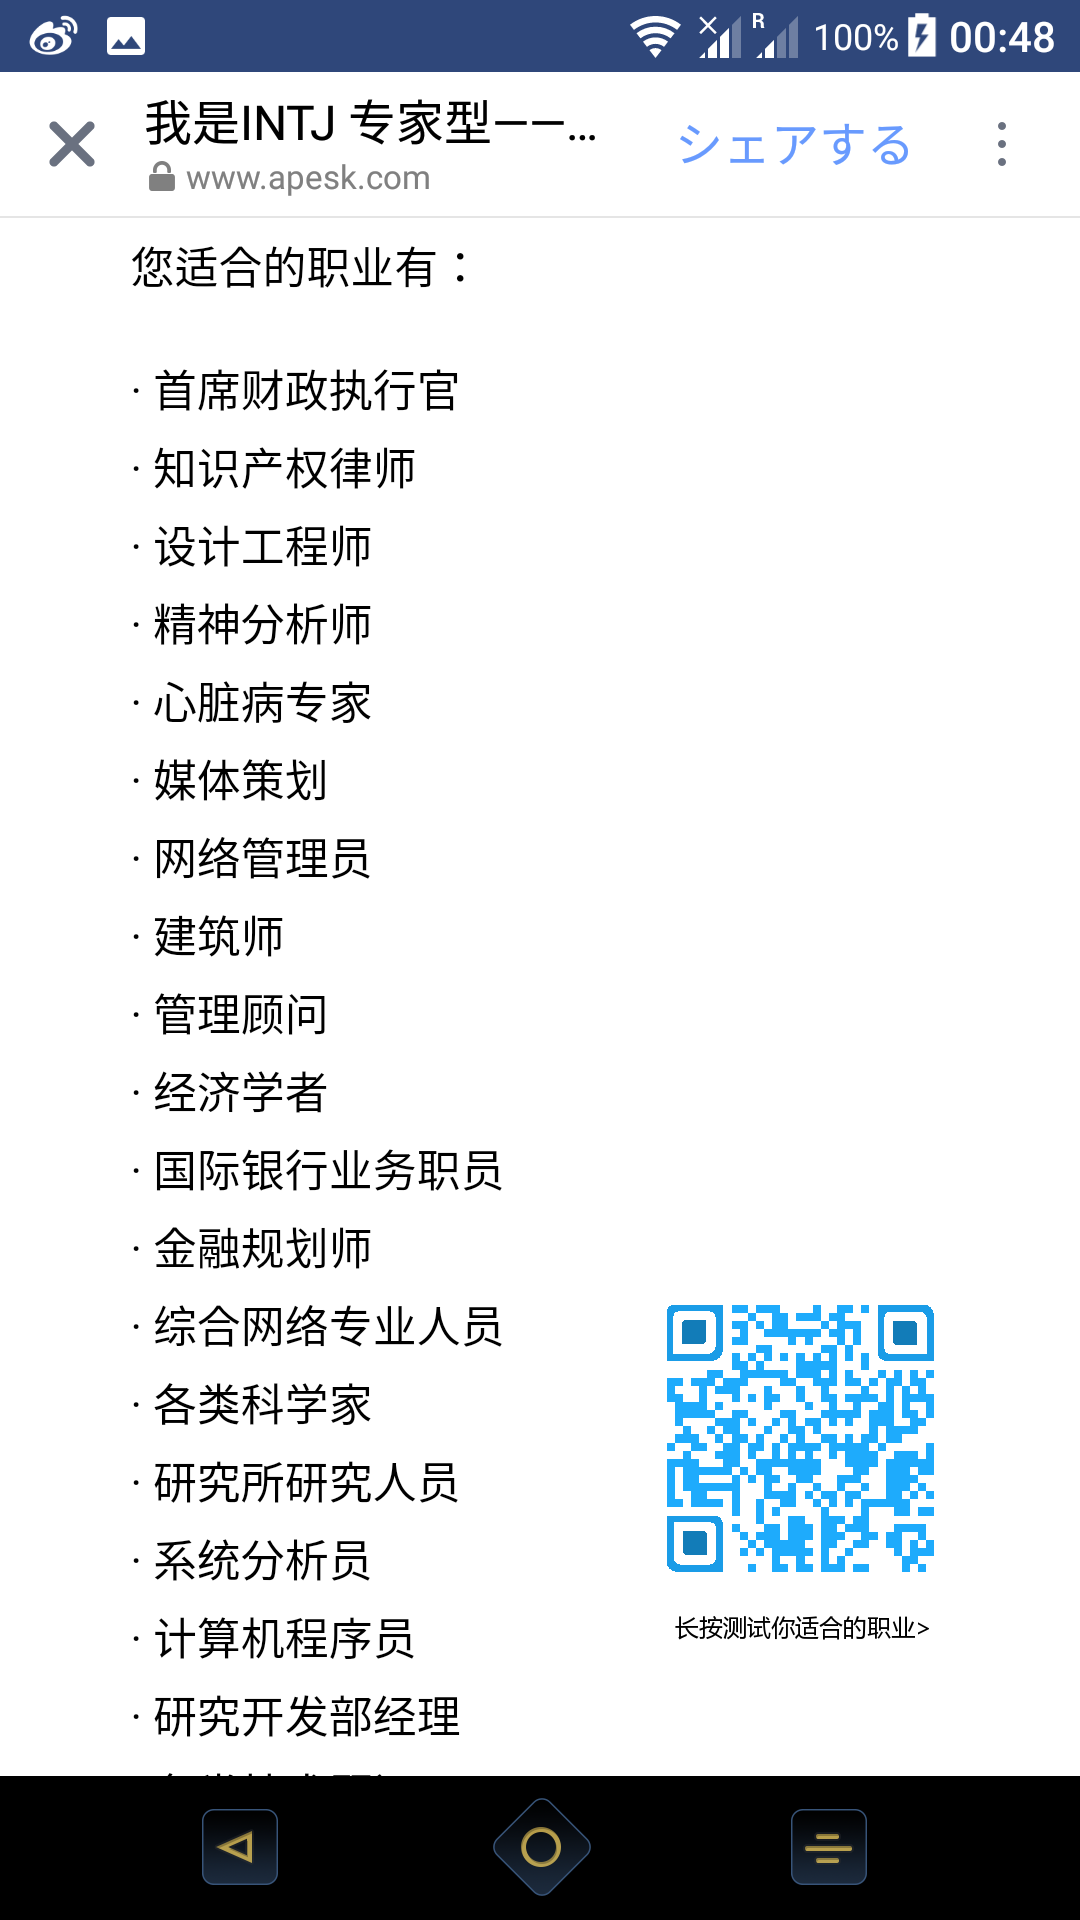 R 100% 00:48
我是INTJ 专家型——...
シェアする
www.apesk.com
您适合的职业有：
· 首席财政执行官
· 知识产权律师
· 设计工程师
· 精神分析师
· 心脏病专家
· 媒体策划
· 网络管理员
· 建筑师
· 管理顾问
· 经济学者
· 国际银行业务职员
· 金融规划师
· 综合网络专业人员
· 各类科学家
· 研究所研究人员
· 系统分析员
· 计算机程序员
长按测试你适合的职业>
· 研究开发部经理